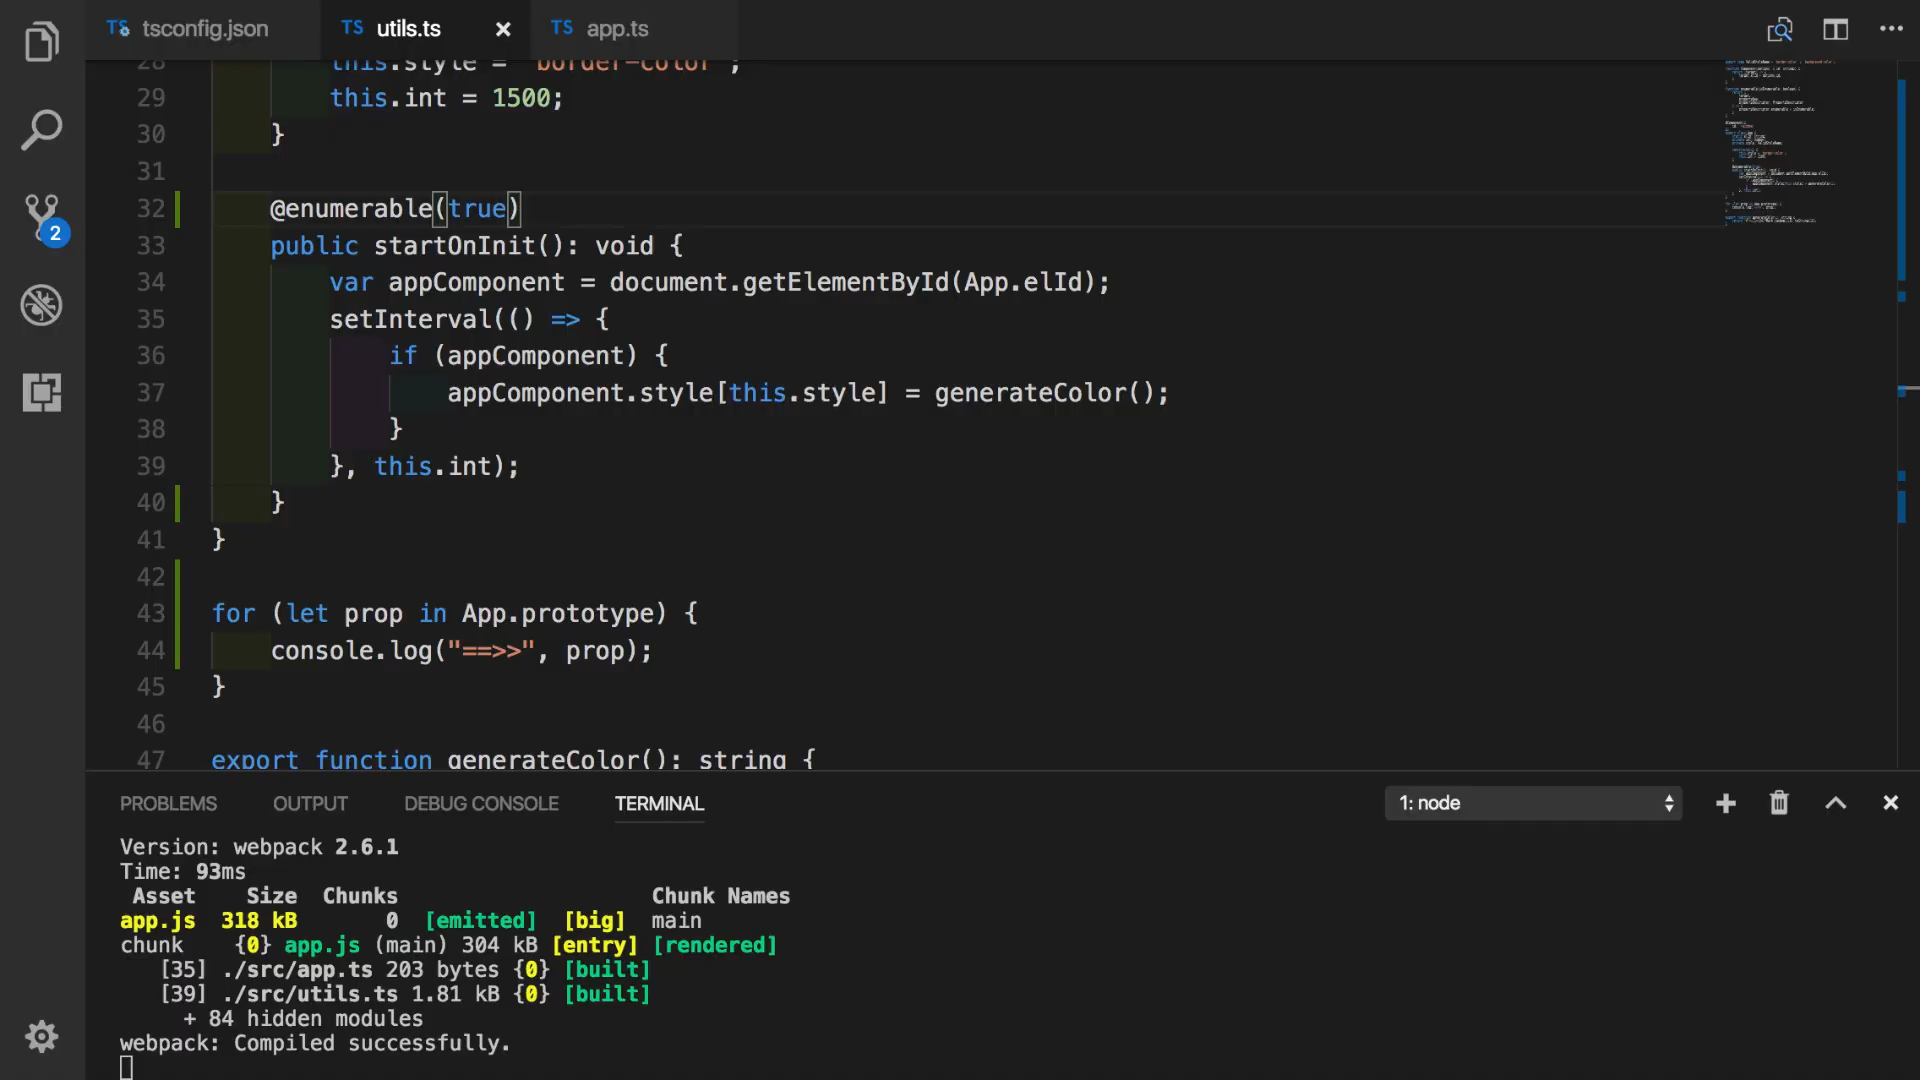 TS tsconfig.json
TS utils.ts
TS app.ts
28 this.style = "border-color";
29 this.int = 1500;
30 }
31
32 @enumerable(true)
33 public startOnInit(): void {
34 var appComponent = document.getElementById(App.elId);
35 setInterval(() => {
36 if (appComponent) {
37 appComponent.style[this.style] = generateColor();
38 }
39 }, this.int);
40 }
41 }
42
43 for (let prop in App.prototype) {
44 console.log("==>>", prop);
45 }
46
47 export function generateColor(): string {
2
PROBLEMS OUTPUT DEBUG CONSOLE TERMINAL 1: node
Version: webpack 2.6.1
Time: 93ms
Asset Size Chunks Chunk Names
app.js 318 kB 0 [emitted] [big] main
chunk {0} app.js (main) 304 kB [entry] [rendered]
[35] ./src/app.ts 203 bytes {0} [built]
[39] ./src/utils.ts 1.81 kB {0} [built]
+ 84 hidden modules
webpack: Compiled successfully.